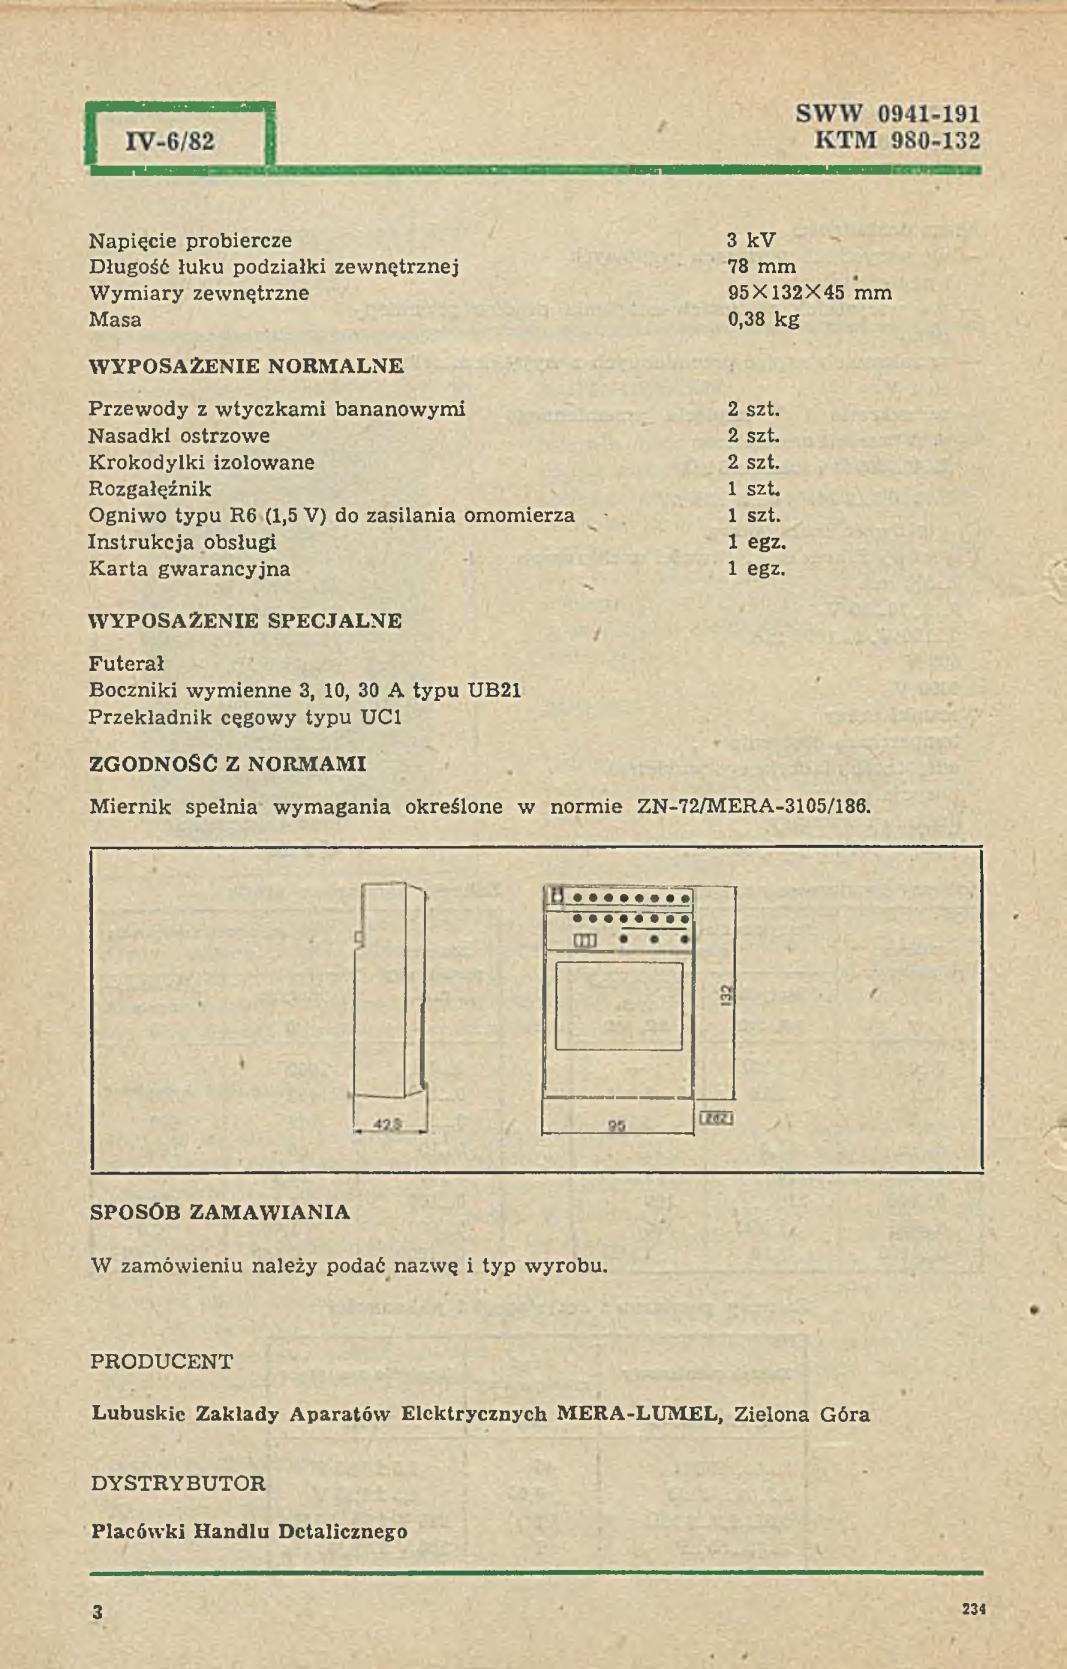 IV-6/82
SWW 0941-191
KTM 980-132
Napięcie probiercze 3 kV
Długość łuku podziałki zewnętrznej 78 mm
Wymiary zewnętrzne 95×132×45 mm
Masa 0,38 kg
WYPOSAŻENIE NORMALNE
Przewody z wtyczkami bananowymi 2 szt.
Nasadki ostrzowe 2 szt.
Krokodylki izolowane 2 szt.
Rozgałęźnik 1 szt.
Ogniwo typu R6 (1,5 V) do zasilania omomierza 1 szt.
Instrukcja obsługi 1 egz.
Karta gwarancyjna 1 egz.
WYPOSAŻENIE SPECJALNE
Futerał
Boczniki wymienne 3, 10, 30 A typu UB21
Przekładnik cęgowy typu UC1
ZGODNOŚĆ Z NORMAMI
Miernik spełnia wymagania określone w normie ZN-72/MERA-3105/186.
132
95
SPOSÓB ZAMAWIANIA
W zamówieniu należy podać nazwę i typ wyrobu.
PRODUCENT
Lubuskie Zakłady Aparatów Elektrycznych MERA-LUMEL, Zielona Góra
DYSTRYBUTOR
Placówki Handlu Detalicznego
3
234